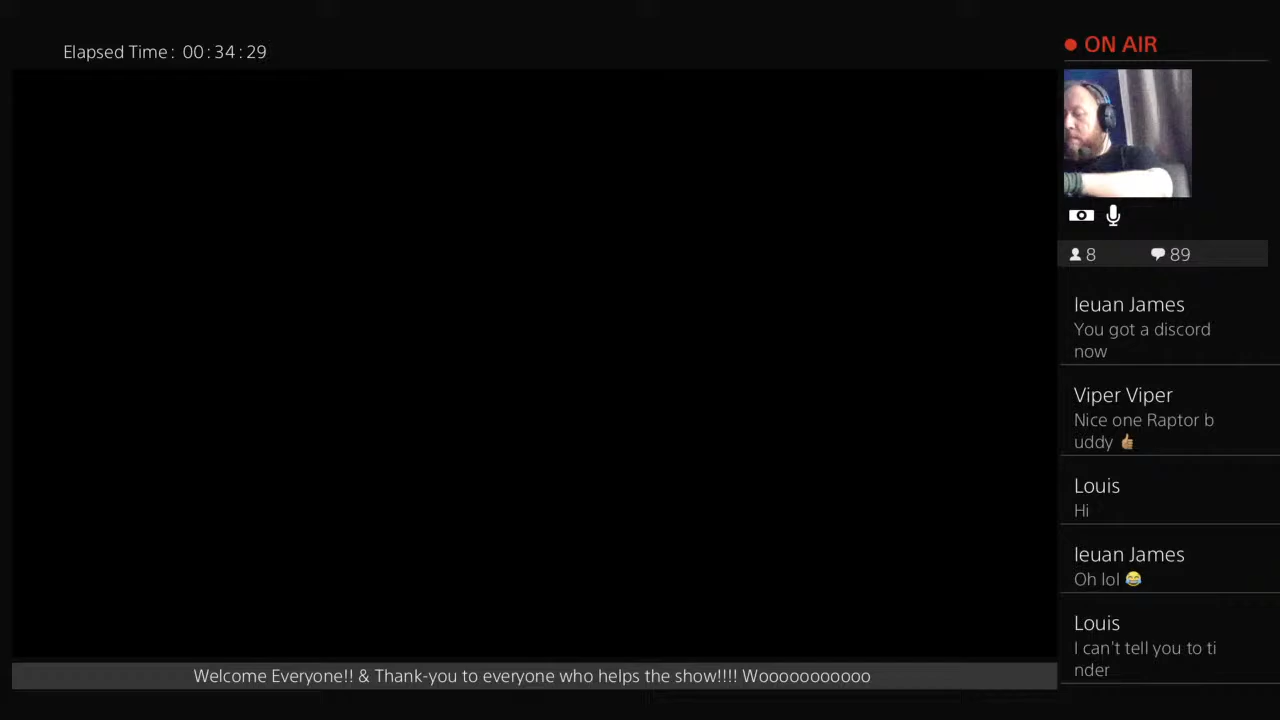 Elapsed Time: 00:34:29
ON AIR
8 89
Ieuan James
You got a discord
now
Viper Viper
Nice one Raptor b
uddy 👍🏽
Louis
Hi
Ieuan James
Oh lol 😂
Louis
I can't tell you to ti
nder
Welcome Everyone!! & Thank-you to everyone who helps the show!!!! Wooooooooooo